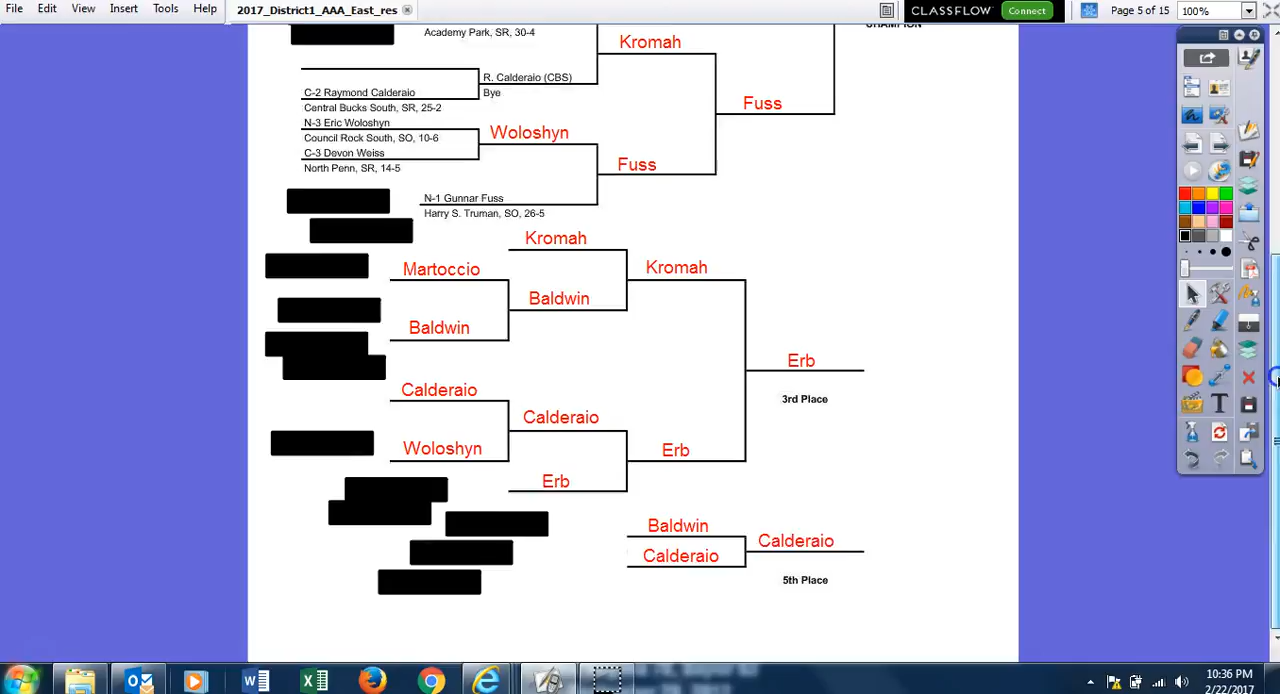 File Edit View Insert Tools Help
2017_District1_AAA_East_res
CLASSFLOW Connect
Page 5 of 15
100%
CHAMPION
Academy Park, SR, 30-4
Kromah
R. Calderaio (CBS)
C-2 Raymond Calderaio
Bye
Central Bucks South, SR, 25-2
Fuss
N-3 Eric Woloshyn
Woloshyn
Council Rock South, SO, 10-6
C-3 Devon Weiss
North Penn, SR, 14-5
Fuss
N-1 Gunnar Fuss
Harry S. Truman, SO, 26-5
Kromah
Martoccio
Kromah
Baldwin
Baldwin
Erb
3rd Place
Calderaio
Calderaio
Woloshyn
Erb
Erb
Baldwin
Calderaio
Calderaio
5th Place
T
10:36 PM
2/22/2017